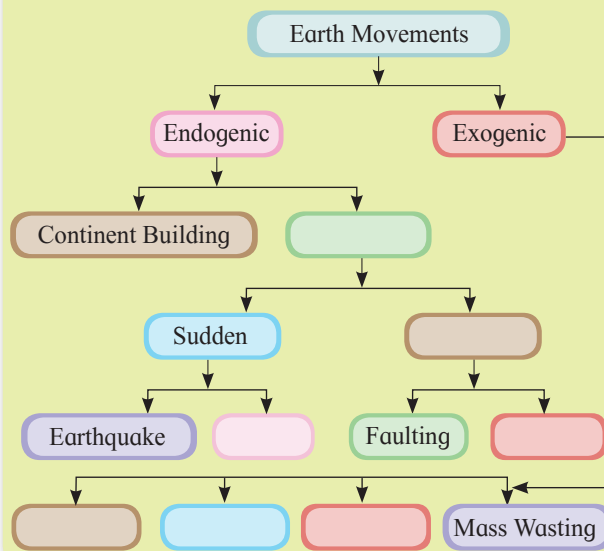 Earth Movements
Endogenic
Exogenic
Continent Building
Sudden
Earthquake
Faulting
Mass Wasting